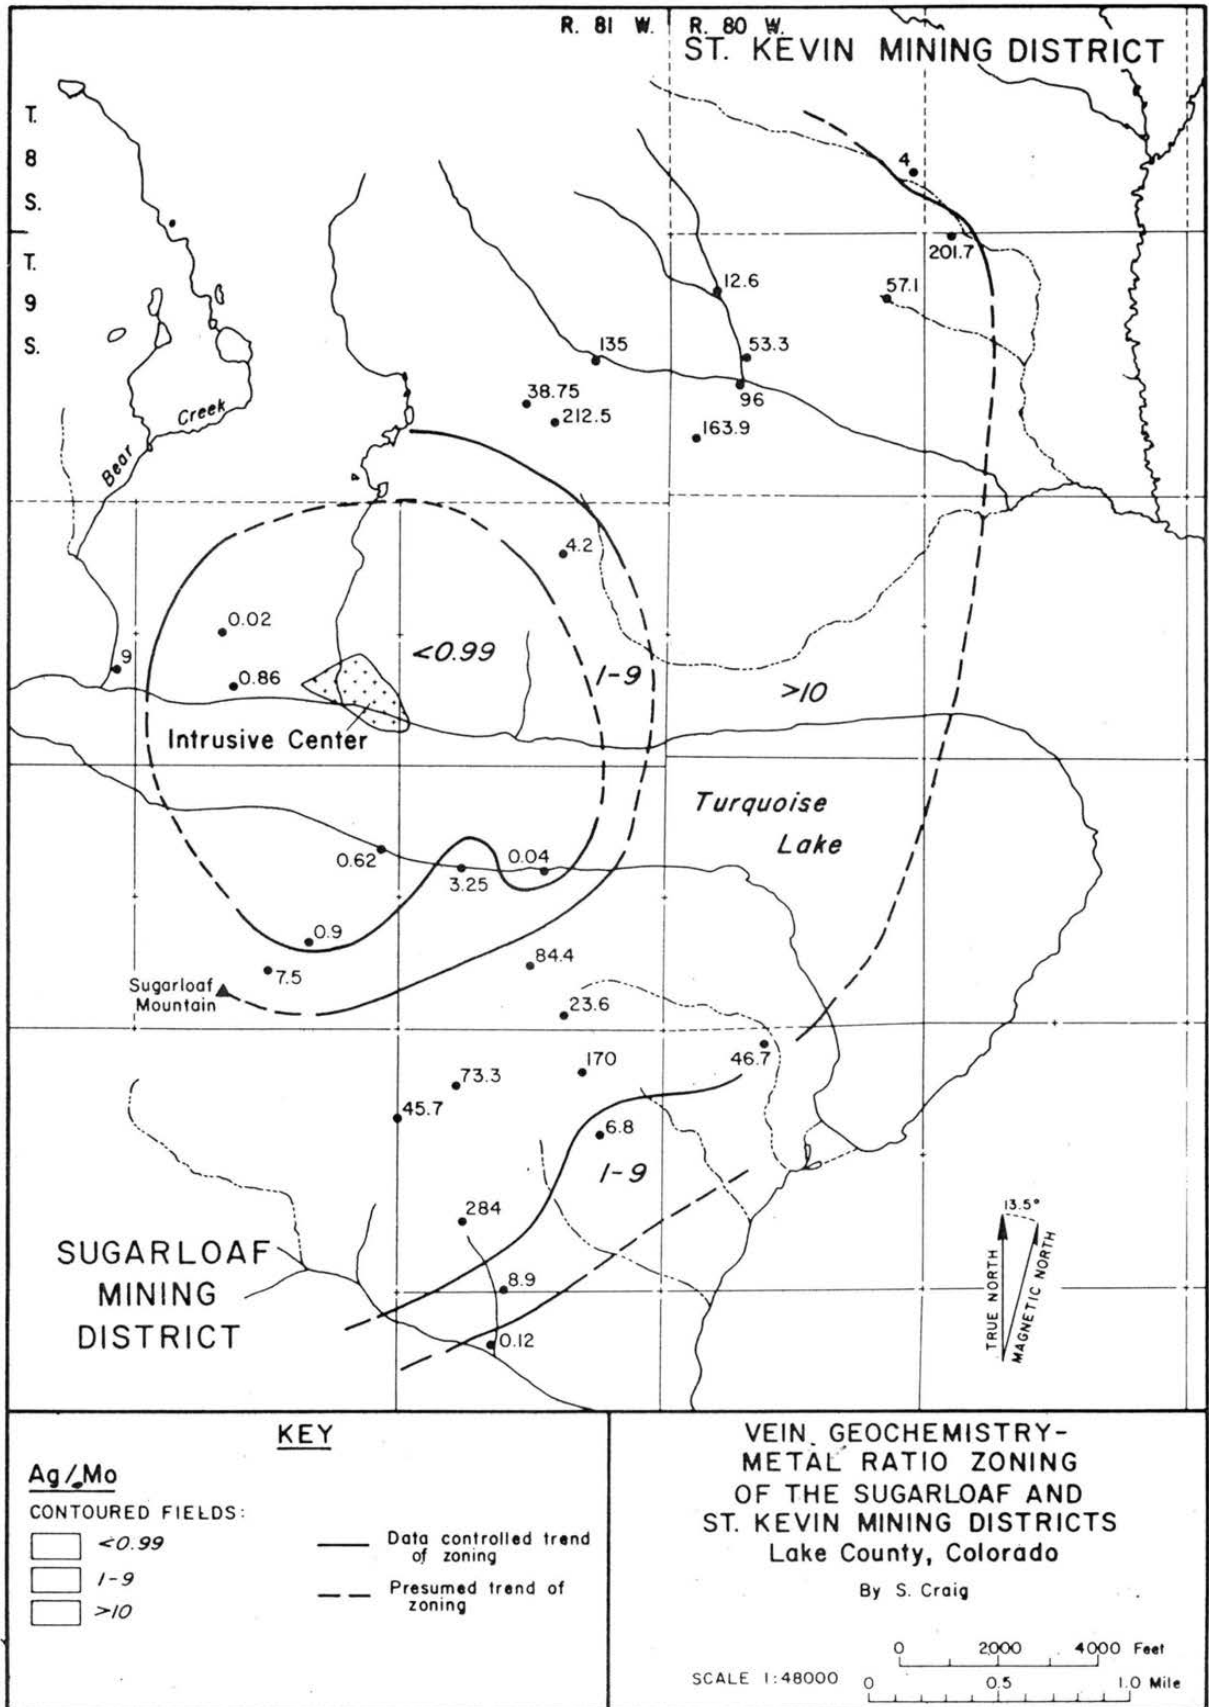 R. 81 W. R. 80 W.
ST. KEVIN MINING DISTRICT
T.
8
S.
T.
9
S.
4
201.7
57.1
12.6
53.3
96
135
38.75
212.5
163.9
Bear Creek
4.2
0.02
<0.99
9
0.86
1-9
>10
Intrusive Center
Turquoise
Lake
0.62
3.25
0.04
0.9
7.5
Sugarloaf
Mountain
84.4
23.6
46.7
170
73.3
45.7
6.8
1-9
284
8.9
0.12
SUGARLOAF
MINING
DISTRICT
13.5°
TRUE NORTH
MAGNETIC NORTH
KEY
Ag/Mo
CONTOURED FIELDS:
<0.99
1-9
>10
Data controlled trend
of zoning
Presumed trend of
zoning
VEIN GEOCHEMISTRY-
METAL RATIO ZONING
OF THE SUGARLOAF AND
ST. KEVIN MINING DISTRICTS
Lake County, Colorado
By S. Craig
0 2000 4000 Feet
SCALE 1:48000
0 0.5 1.0 Mile